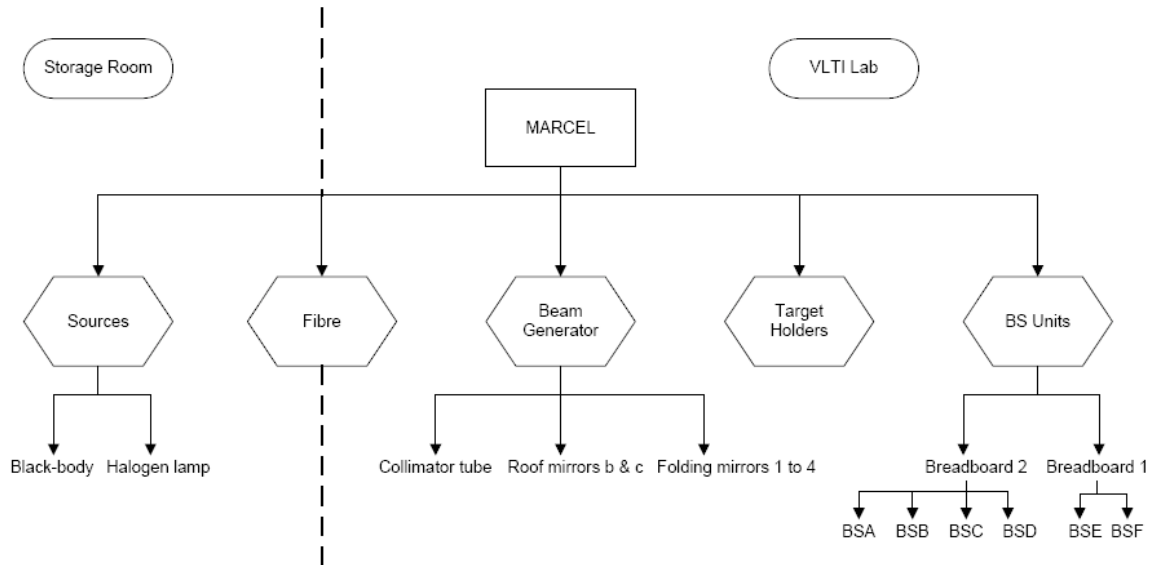 Storage Room
VLTI Lab
MARCEL
Sources
Fibre
Beam
Generator
Target
Holders
BS Units
Black-body
Halogen lamp
Collimator tube
Roof mirrors b & c
Folding mirrors 1 to 4
Breadboard 2
Breadboard 1
BSA
BSB
BSC
BSD
BSE
BSF